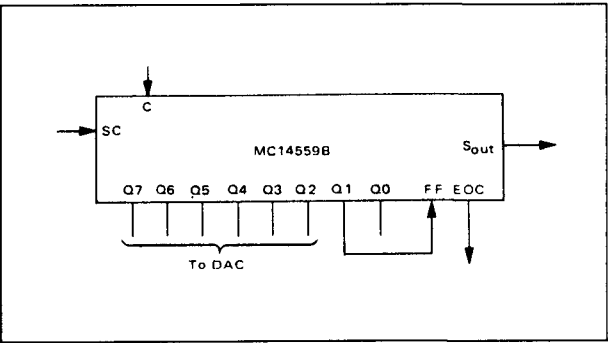 C
SC
MC14559B
Sout
Q7 Q6 Q5 Q4 Q3 Q2 Q1 Q0 FF EOC
To DAC